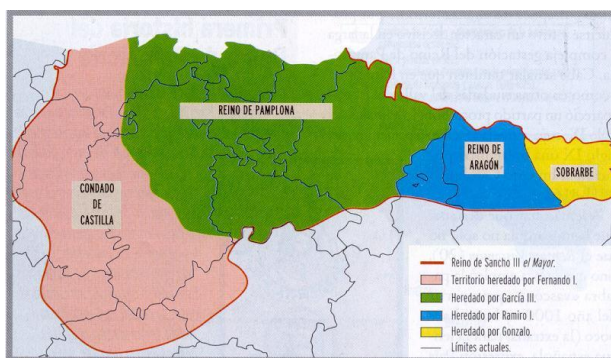 REINO DE PAMPLONA
REINO DE
ARAGÓN
SOBRARBE
CONDADO
DE
CASTILLA
Reino de Sancho III el Mayor.
Territorio heredado por Fernando I.
Heredado por García III.
Heredado por Ramiro I.
Heredado por Gonzalo.
Límites actuales.